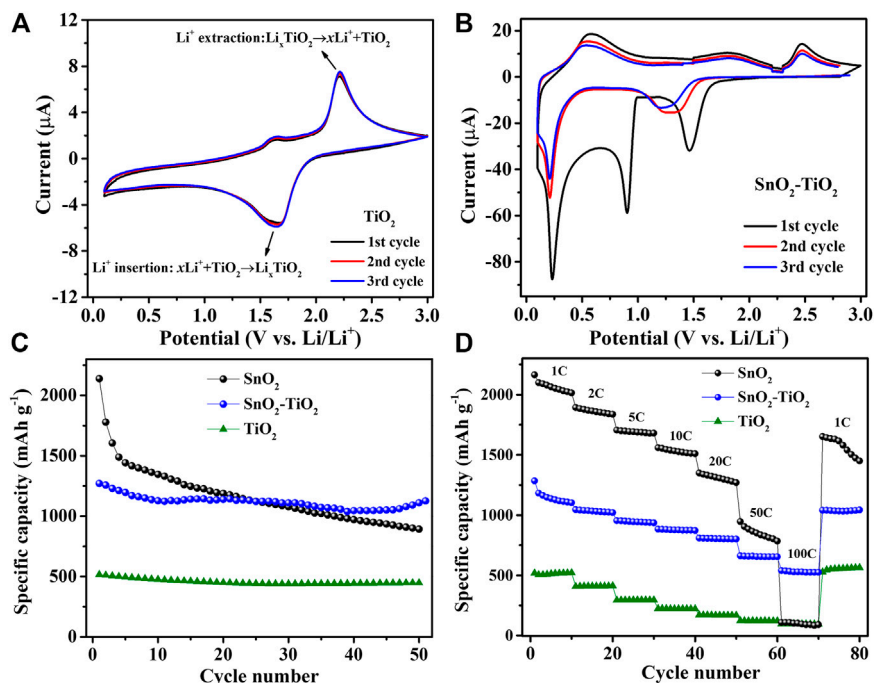 A
Li⁺ extraction:LiₓTiO₂→xLi⁺+TiO₂
Li⁺ insertion: xLi⁺+TiO₂→LiₓTiO₂
TiO₂
1st cycle
2nd cycle
3rd cycle
12
8
4
0
-4
-8
-12
Current (μA)
0.0 0.5 1.0 1.5 2.0 2.5 3.0
Potential (V vs. Li/Li⁺)
B
SnO₂-TiO₂
1st cycle
2nd cycle
3rd cycle
20
0
-20
-40
-60
-80
Current (μA)
0.0 0.5 1.0 1.5 2.0 2.5 3.0
Potential (V vs. Li/Li⁺)
C
SnO₂
SnO₂-TiO₂
TiO₂
2000
1500
1000
500
0
Specific capacity (mAh g⁻¹)
0 10 20 30 40 50
Cycle number
D
1C
2C
5C
10C
20C
50C
100C
1C
SnO₂
SnO₂-TiO₂
TiO₂
2000
1500
1000
500
0
Specific capacity (mAh g⁻¹)
0 20 40 60 80
Cycle number